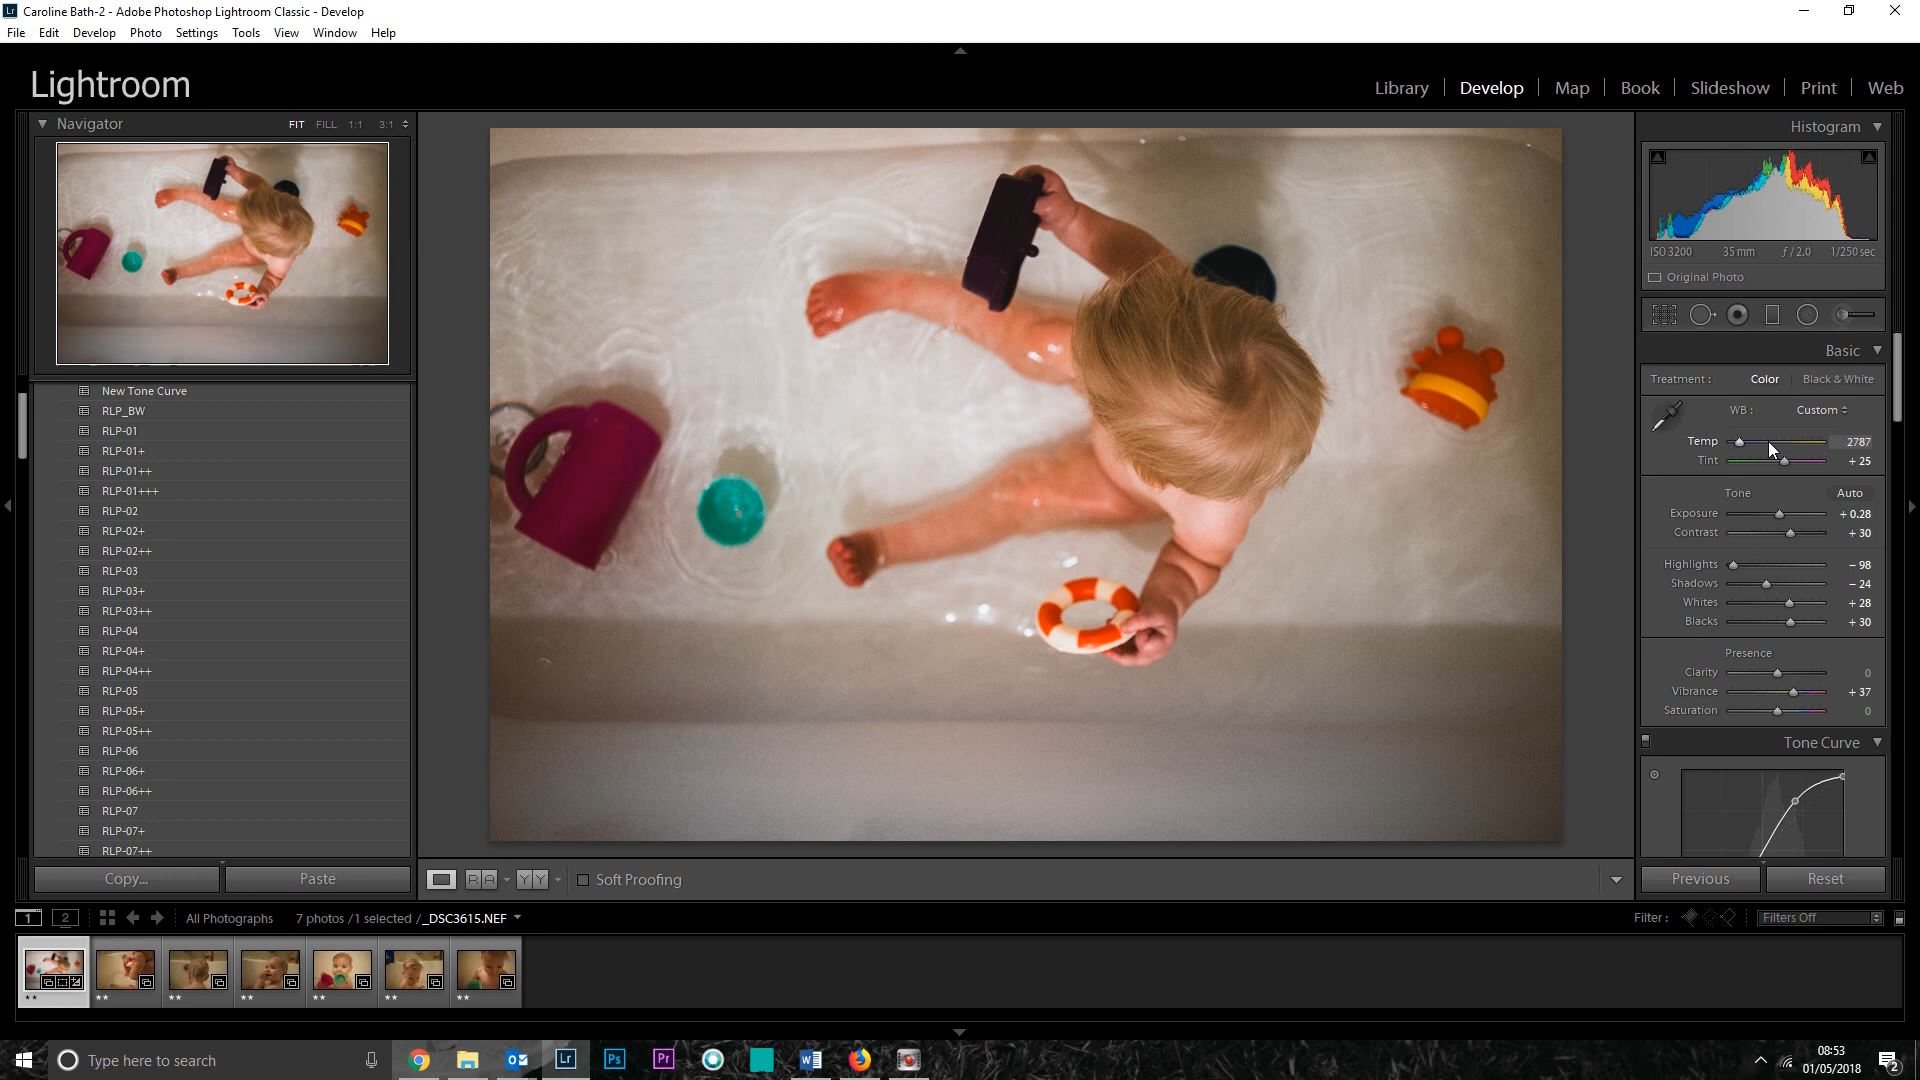 Lr Caroline Bath-2 - Adobe Photoshop Lightroom Classic - Develop
File Edit Develop Photo Settings Tools View Window Help
Lightroom
Library Develop Map Book Slideshow Print Web
Navigator FIT FILL 1:1 3:1
New Tone Curve
RLP_BW
RLP-01
RLP-01+
RLP-01++
RLP-01+++
RLP-02
RLP-02+
RLP-02++
RLP-03
RLP-03+
RLP-03++
RLP-04
RLP-04+
RLP-04++
RLP-05
RLP-05+
RLP-05++
RLP-06
RLP-06+
RLP-06++
RLP-07
RLP-07+
RLP-07++
Copy... Paste
R A Y Y Soft Proofing
Histogram
ISO 3200 35 mm ƒ / 2.0 1/250 sec
Original Photo
Basic
Treatment : Color Black & White
WB : Custom
Temp 2787
Tint + 25
Tone Auto
Exposure + 0.28
Contrast + 30
Highlights – 98
Shadows – 24
Whites + 28
Blacks + 30
Presence
Clarity 0
Vibrance + 37
Saturation 0
Tone Curve
Previous Reset
1 2 All Photographs 7 photos / 1 selected / _DSC3615.NEF Filter : Filters Off
Type here to search
Lr Ps Pr
08:53
01/05/2018
2